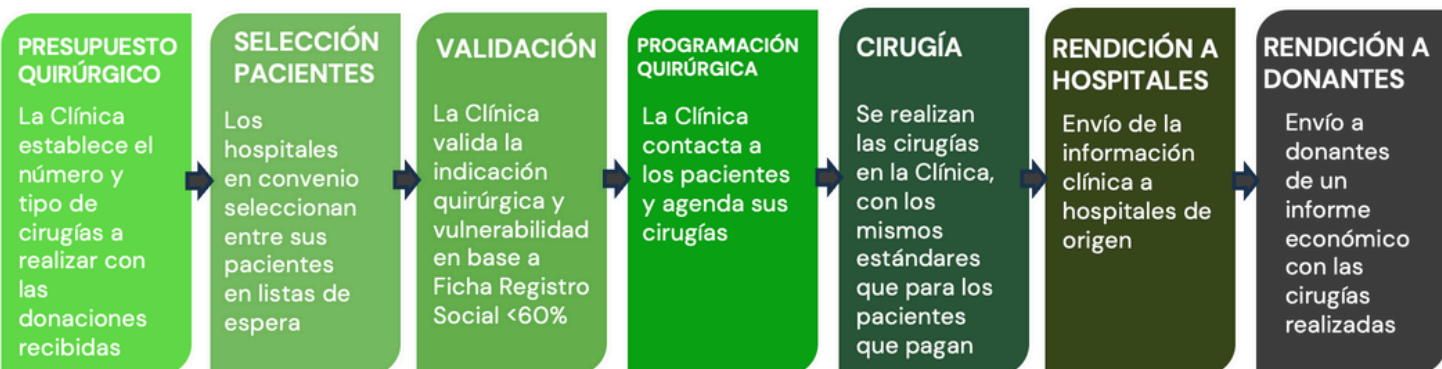 PRESUPUESTO
QUIRÚRGICO
La Clínica
establece el
número y
tipo de
cirugías a
realizar con
las
donaciones
recibidas
SELECCIÓN
PACIENTES
Los
hospitales
en convenio
seleccionan
entre sus
pacientes
en listas de
espera
VALIDACIÓN
La Clínica
valida la
indicación
quirúrgica y
vulnerabilidad
en base a
Ficha Registro
Social <60%
PROGRAMACIÓN
QUIRÚRGICA
La Clínica
contacta a
los pacientes
y agenda sus
cirugías
CIRUGÍA
Se realizan
las cirugías
en la Clínica,
con los
mismos
estándares
que para los
pacientes
que pagan
RENDICIÓN A
HOSPITALES
Envío de la
información
clínica a
hospitales de
origen
RENDICIÓN A
DONANTES
Envío a
donantes
de un
informe
económico
con las
cirugías
realizadas